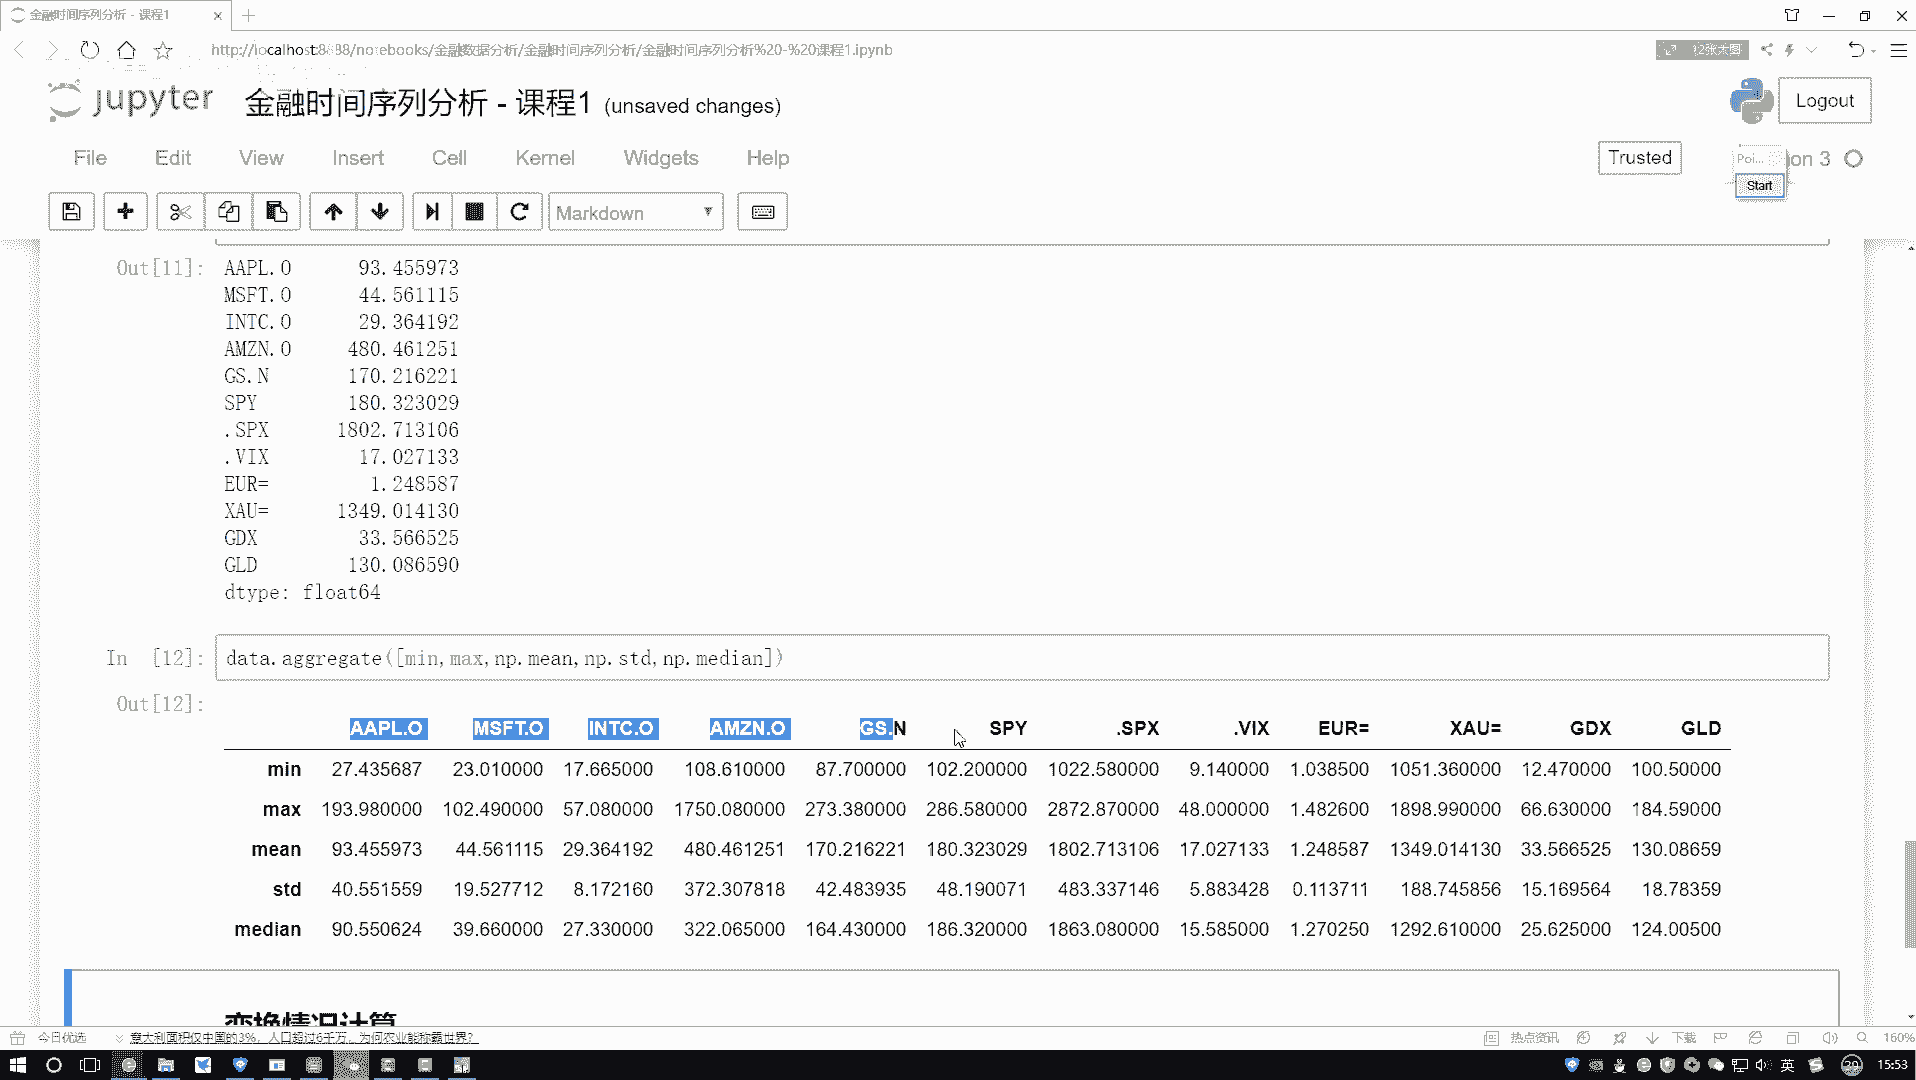 金融时间序列分析 - 课程1
http://localhost:8888/notebooks/金融数据分析/金融时间序列分析/金融时间序列分析%20-%20课程1.ipynb
jupyter 金融时间序列分析 - 课程1 (unsaved changes)
Logout
File Edit View Insert Cell Kernel Widgets Help
Trusted
Poi...
on 3
Start
Markdown
Out[11]: AAPL.O 93.455973
MSFT.O 44.561115
INTC.O 29.364192
AMZN.O 480.461251
GS.N 170.216221
SPY 180.323029
.SPX 1802.713106
.VIX 17.027133
EUR= 1.248587
XAU= 1349.014130
GDX 33.566525
GLD 130.086590
dtype: float64
In [12]: data.aggregate([min,max,np.mean,np.std,np.median])
Out[12]:
AAPL.O MSFT.O INTC.O AMZN.O GS.N SPY .SPX .VIX EUR= XAU= GDX GLD
min 27.435687 23.010000 17.665000 108.610000 87.700000 102.200000 1022.580000 9.140000 1.038500 1051.360000 12.470000 100.50000
max 193.980000 102.490000 57.080000 1750.080000 273.380000 286.580000 2872.870000 48.000000 1.482600 1898.990000 66.630000 184.59000
mean 93.455973 44.561115 29.364192 480.461251 170.216221 180.323029 1802.713106 17.027133 1.248587 1349.014130 33.566525 130.08659
std 40.551559 19.527712 8.172160 372.307818 42.483935 48.190071 483.337146 5.883428 0.113711 188.745856 15.169564 18.78359
median 90.550624 39.660000 27.330000 322.065000 164.430000 186.320000 1863.080000 15.585000 1.270250 1292.610000 25.625000 124.00500
变换情况计算
今日优选 意大利面积仅中国的3%，人口超过6千万，为何农业能称霸世界？
热点资讯 下载 160%
英 29 15:53